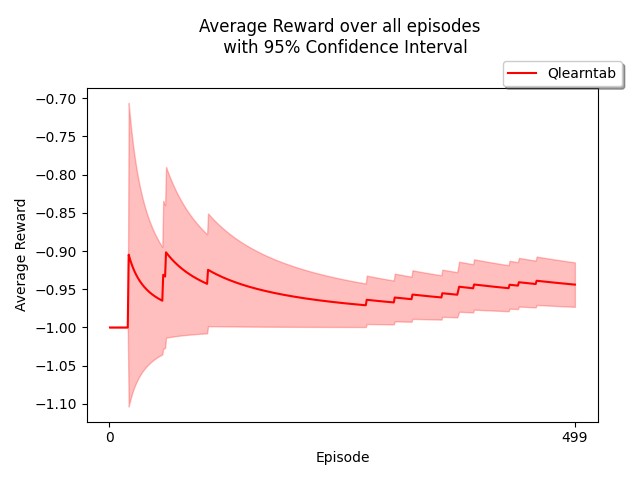 Average Reward over all episodes
with 95% Confidence Interval
Qlearntab
Average Reward
−0.70
−0.75
−0.80
−0.85
−0.90
−0.95
−1.00
−1.05
−1.10
0
499
Episode